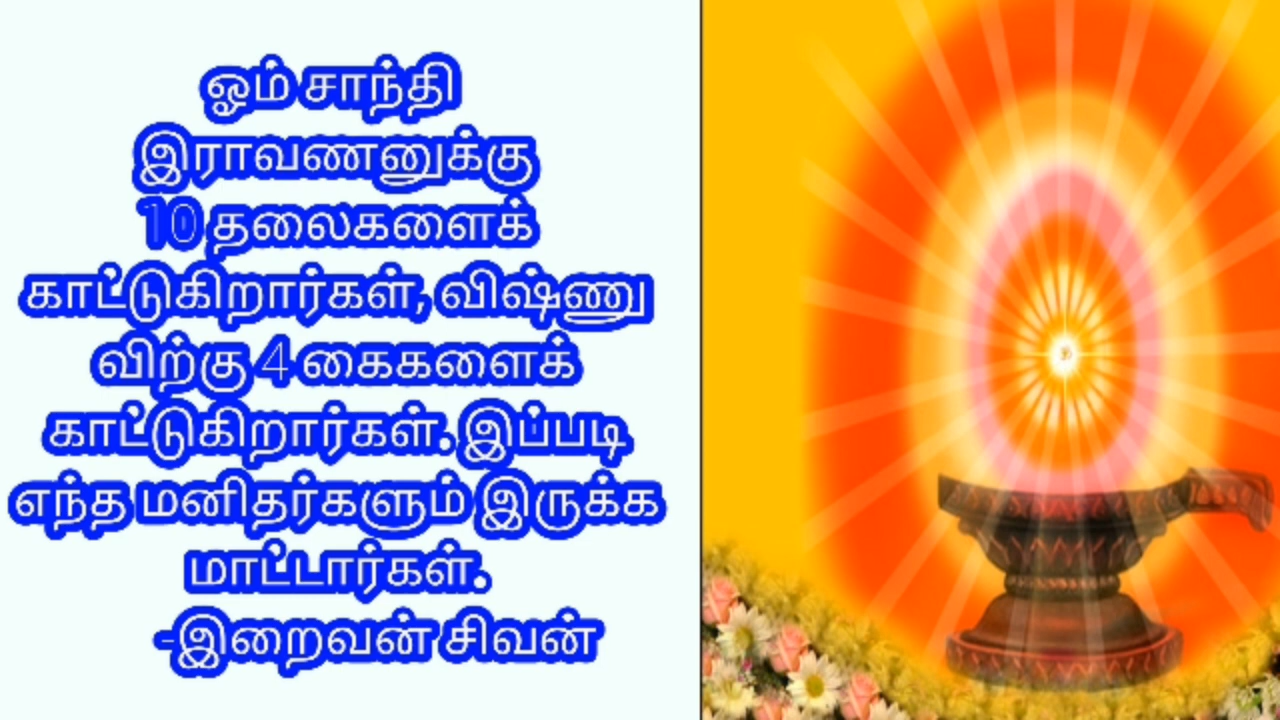 ஓம் சாந்தி
இராவணனுக்கு
10 தலைகளைக்
காட்டுகிறார்கள், விஷ்ணு
விற்கு 4 கைகளைக்
காட்டுகிறார்கள். இப்படி
எந்த மனிதர்களும் இருக்க
மாட்டார்கள்.
-இறைவன் சிவன்